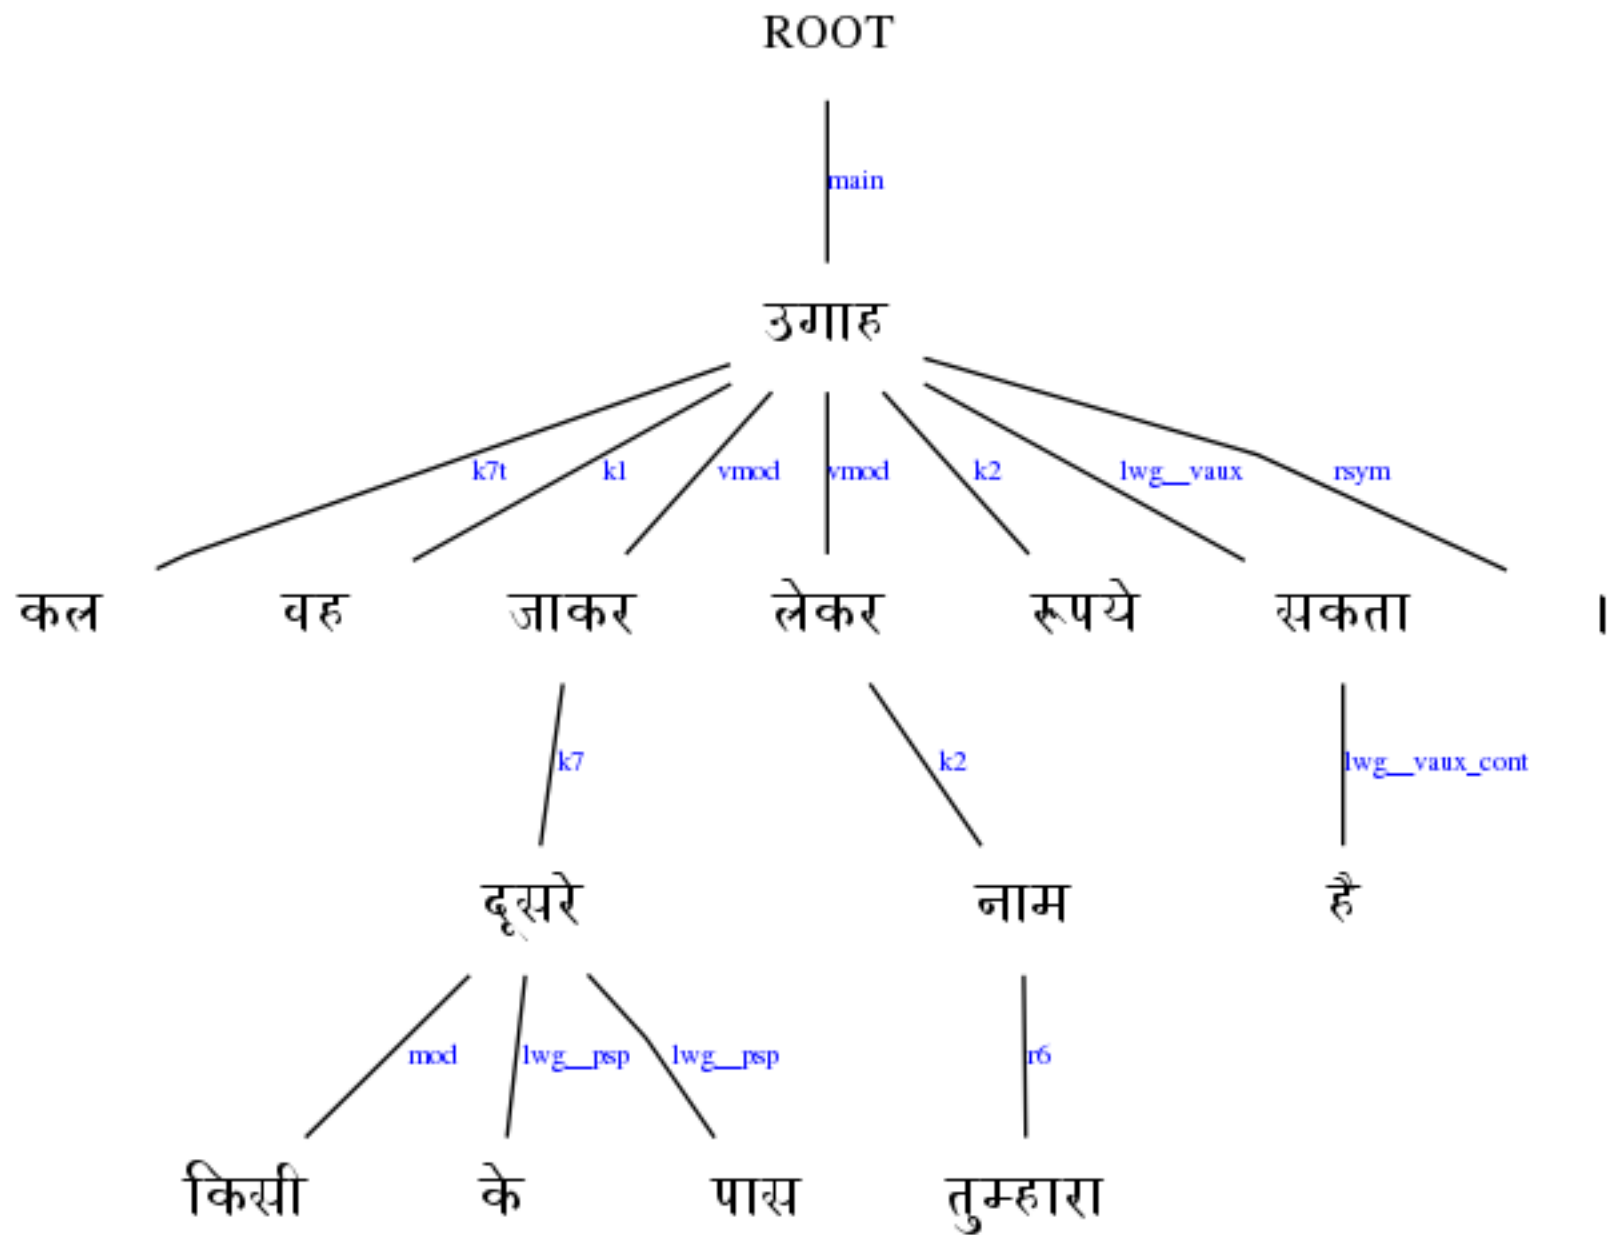 ROOT
main
उगाह
k7t k1 vmod vmod k2 lwg__vaux rsym
कल वह जाकर लेकर रूपये सकता ।
k7 k2 lwg__vaux_cont
दूसरे नाम है
mod lwg__psp lwg__psp r6
किसी के पास तुम्हारा